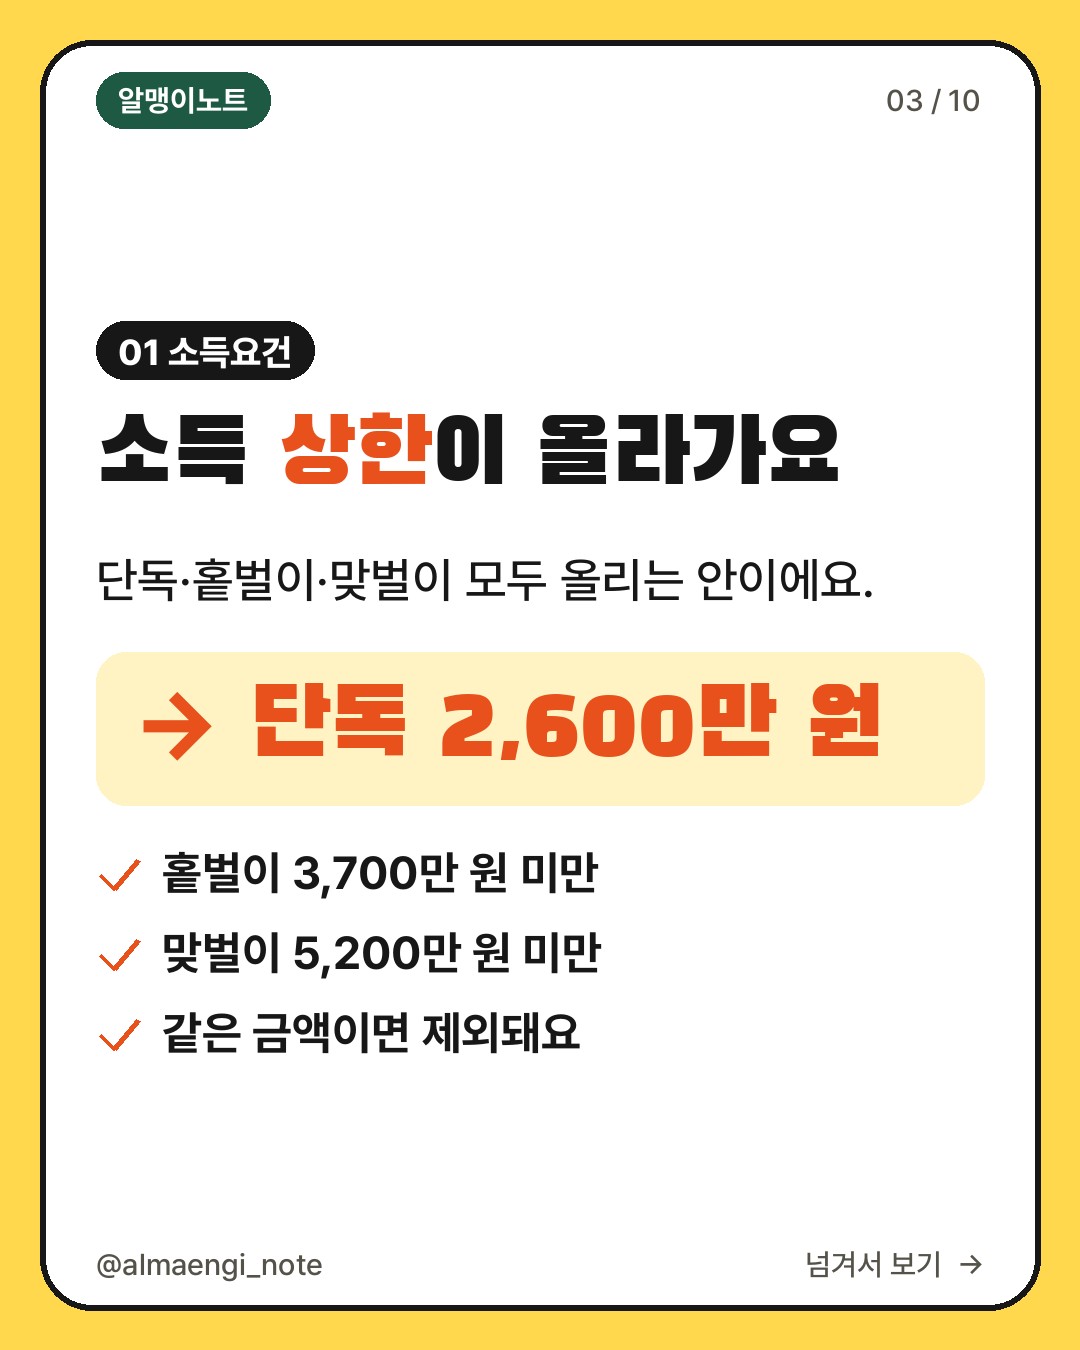 알맹이노트
03 / 10
01 소득요건
소득 상한이 올라가요
단독·홑벌이·맞벌이 모두 올리는 안이에요.
→ 단독 2,600만 원
✓ 홑벌이 3,700만 원 미만
✓ 맞벌이 5,200만 원 미만
✓ 같은 금액이면 제외돼요
@almaengi_note
넘겨서 보기 →